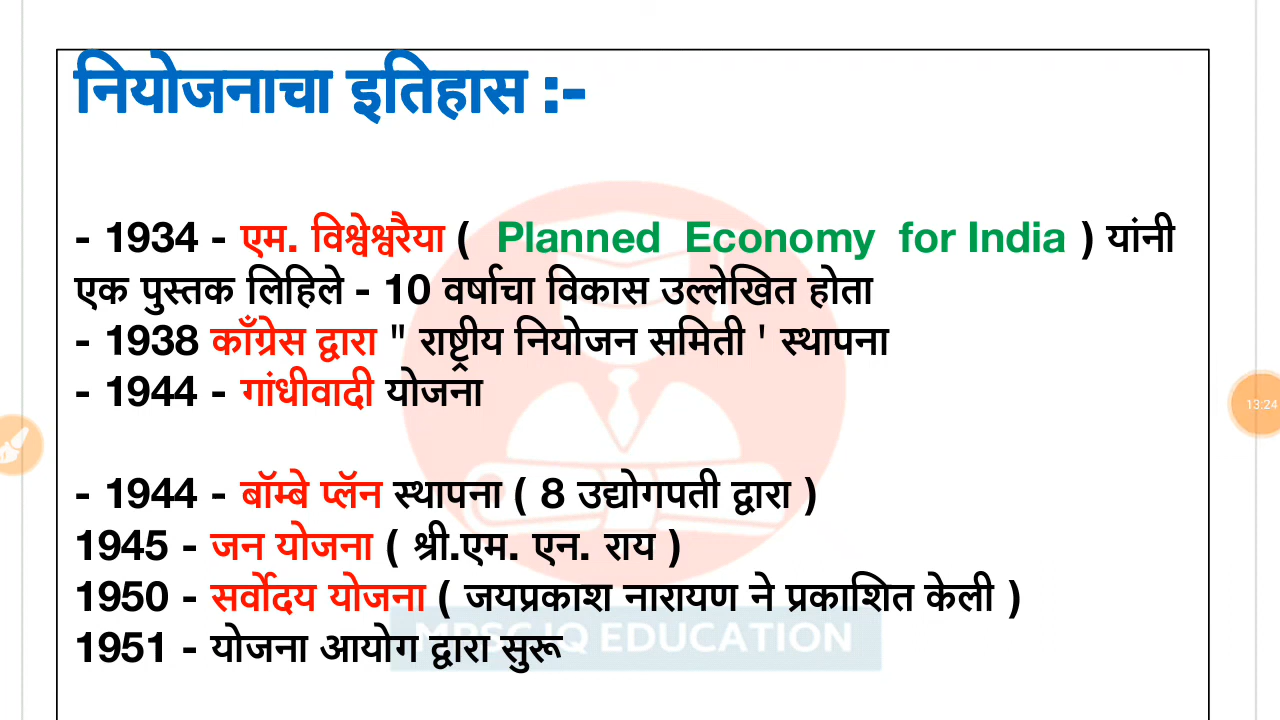 नियोजनाचा इतिहास :-
- 1934 - एम. विश्वेश्वरैया ( Planned Economy for India ) यांनी
एक पुस्तक लिहिले - 10 वर्षाचा विकास उल्लेखित होता
- 1938 काँग्रेस द्वारा " राष्ट्रीय नियोजन समिती ' स्थापना
- 1944 - गांधीवादी योजना
13:24
- 1944 - बॉम्बे प्लॅन स्थापना ( 8 उद्योगपती द्वारा )
1945 - जन योजना ( श्री.एम. एन. राय )
1950 - सर्वोदय योजना ( जयप्रकाश नारायण ने प्रकाशित केली )
MPSC IQ EDUCATION
1951 - योजना आयोग द्वारा सुरू